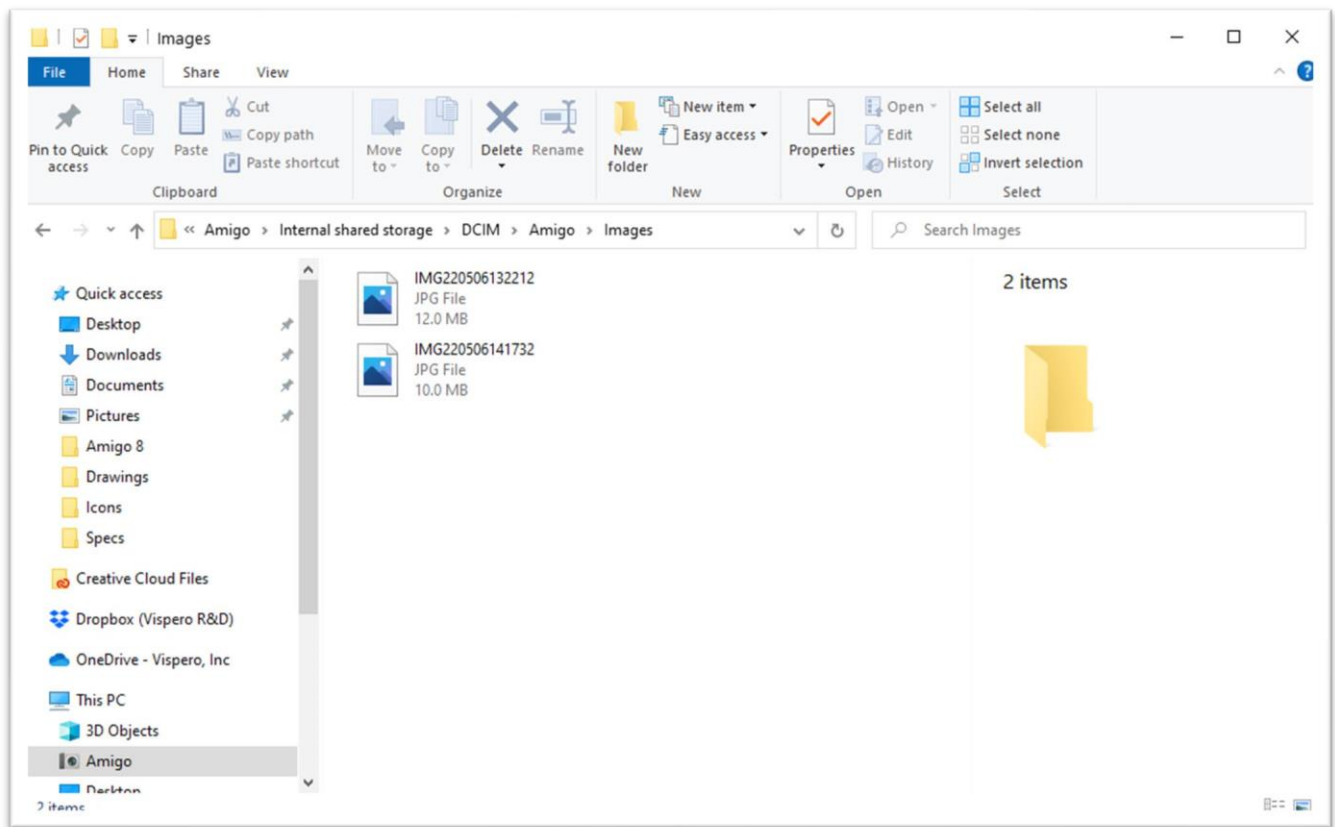 Images
File Home Share View
Pin to Quick access
Copy
Paste
Cut
Copy path
Paste shortcut
Clipboard
Move to
Copy to
Delete
Rename
Organize
New folder
New item
Easy access
New
Properties
Open
Edit
History
Open
Select all
Select none
Invert selection
Select
« Amigo > Internal shared storage > DCIM > Amigo > Images
Search Images
Quick access
Desktop
Downloads
Documents
Pictures
Amigo 8
Drawings
Icons
Specs
Creative Cloud Files
Dropbox (Vispero R&D)
OneDrive - Vispero, Inc
This PC
3D Objects
Amigo
Desktop
2 items
IMG220506132212
JPG File
12.0 MB
IMG220506141732
JPG File
10.0 MB
2 items